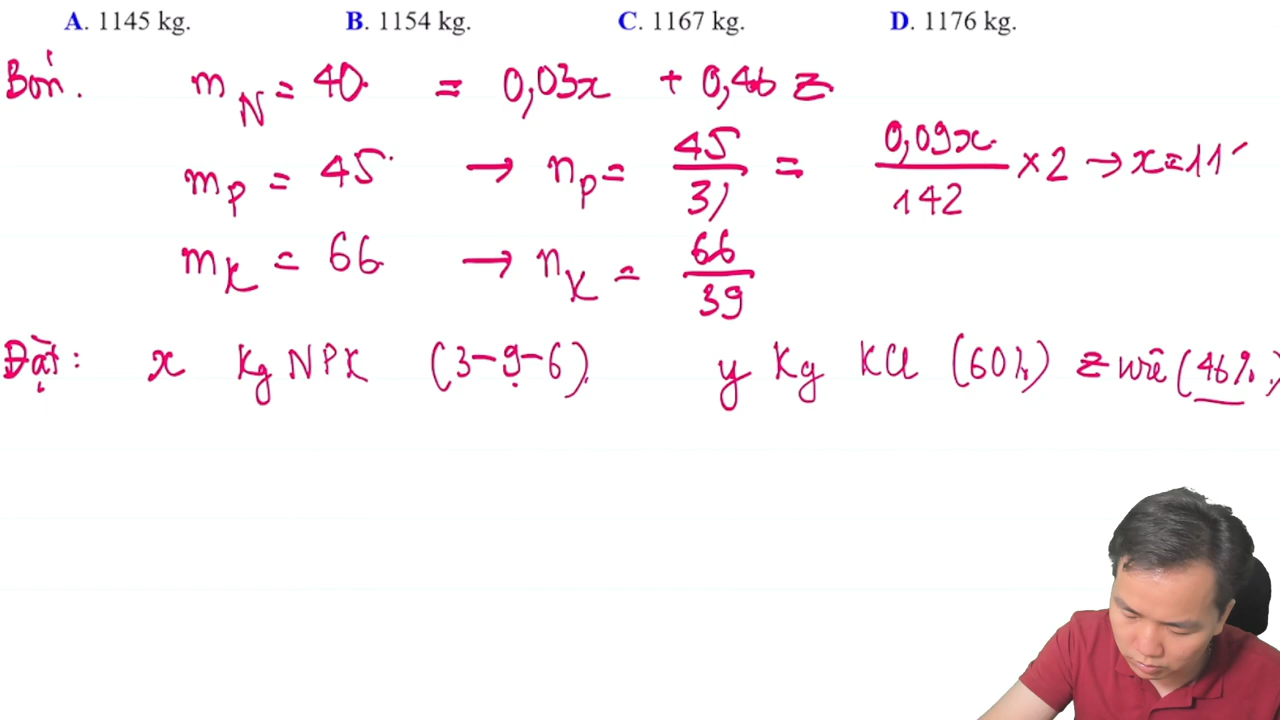 A. 1145 kg. B. 1154 kg. C. 1167 kg. D. 1176 kg.
Bón. m_N = 40 = 0,03x + 0,46 z
m_P = 45 → n_P = 45/31 = 0,09x/142 × 2 → x = 11
m_K = 66 → n_K = 66/39
Đặt: x kg NPK (3-9-6). y kg KCl (60%) z urê (46%)